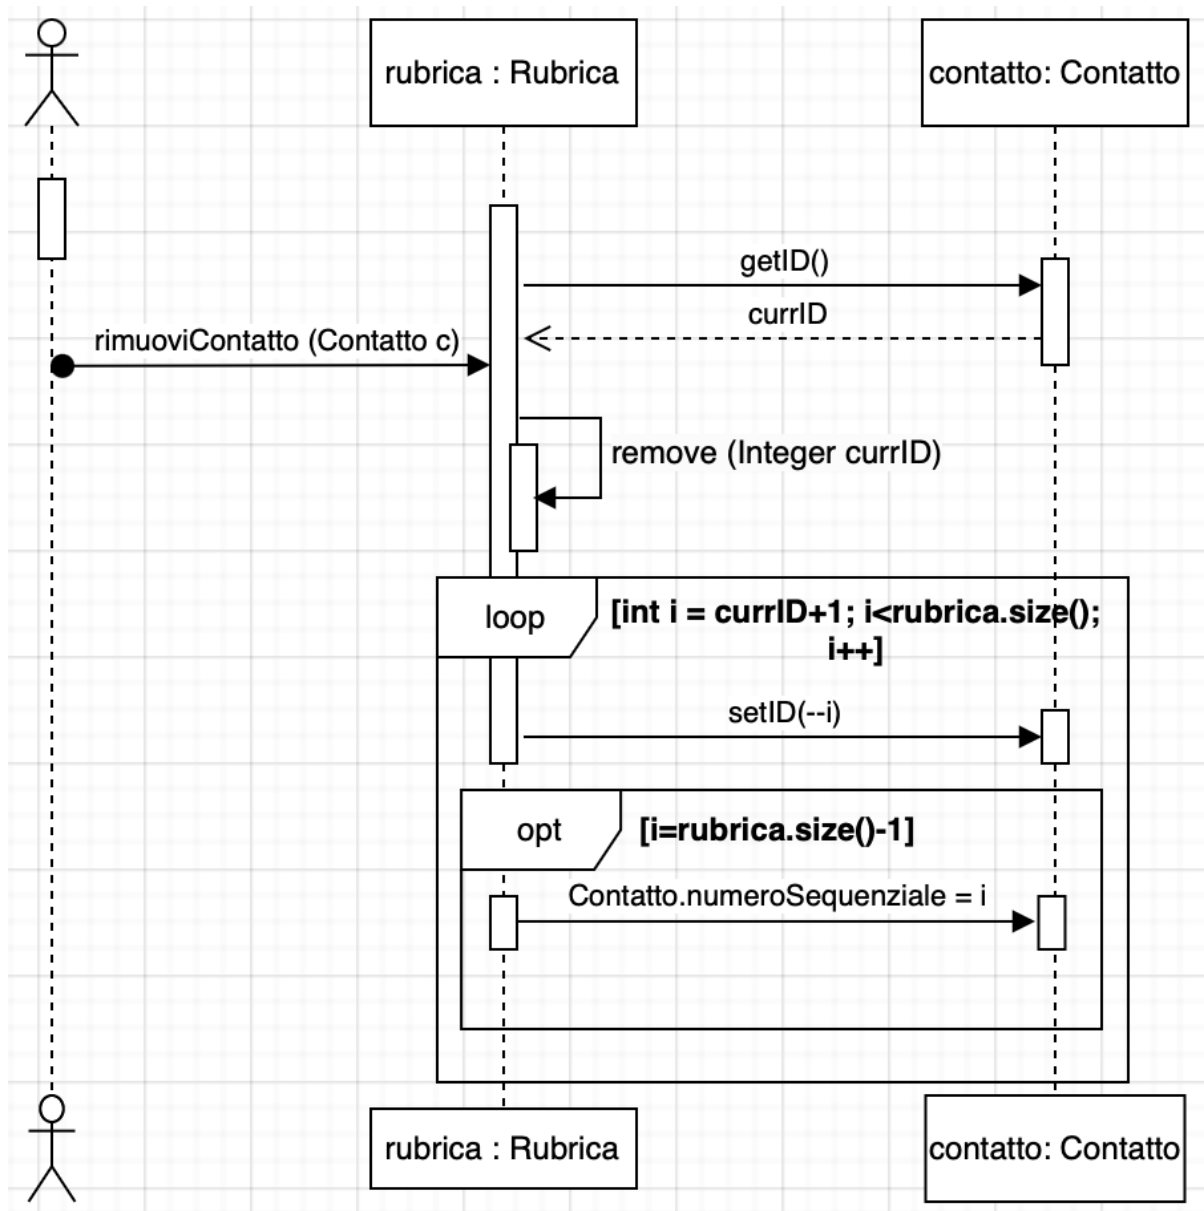 rubrica : Rubrica
contatto: Contatto
getID()
currID
rimuoviContatto (Contatto c)
remove (Integer currID)
loop
[int i = currID+1; i<rubrica.size();
i++]
setID(--i)
opt
[i=rubrica.size()-1]
Contatto.numeroSequenziale = i
rubrica : Rubrica
contatto: Contatto